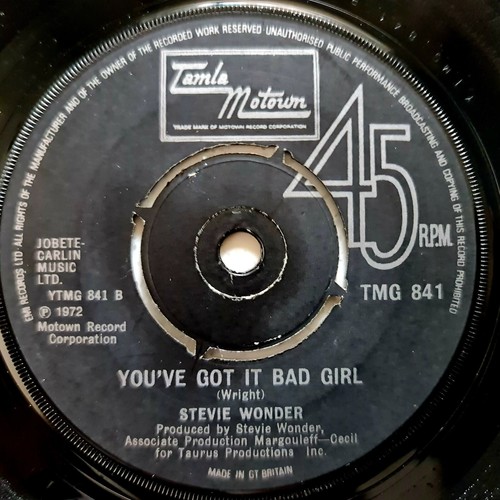 EMI RECORDS LTD ALL RIGHTS OF THE MANUFACTURER AND OF THE OWNER OF THE RECORDED WORK RESERVED UNAUTHORISED PUBLIC PERFORMANCE BROADCASTING AND COPYING OF THIS RECORD PROHIBITED
Tamla
Motown
TRADE MARK OF MOTOWN RECORD CORPORATION
45
R.P.M.
JOBETE-
CARLIN
MUSIC
LTD.
YTMG 841 B
℗ 1972
Motown Record
Corporation
TMG 841
YOU'VE GOT IT BAD GIRL
(Wright)
STEVIE WONDER
Produced by Stevie Wonder,
Associate Production Margouleff—Cecil
for Taurus Productions Inc.
MADE IN GT BRITAIN